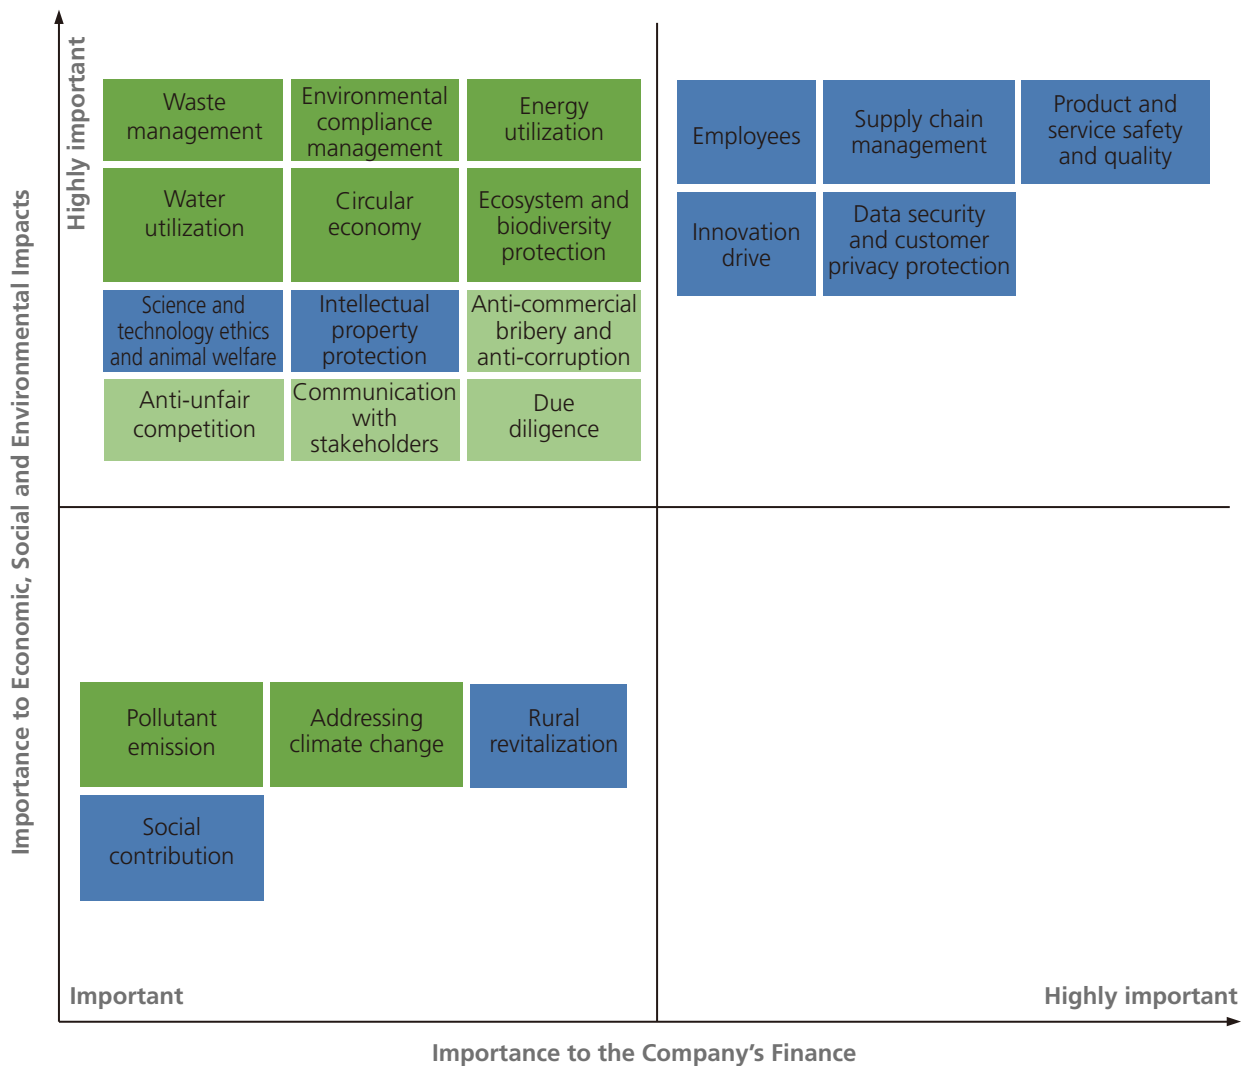 Importance to Economic, Social and Environmental Impacts
Highly important
Waste
management
Environmental
compliance
management
Energy
utilization
Water
utilization
Circular
economy
Ecosystem and
biodiversity
protection
Science and
technology ethics
and animal welfare
Intellectual
property
protection
Anti-commercial
bribery and
anti-corruption
Anti-unfair
competition
Communication
with
stakeholders
Due
diligence
Employees
Supply chain
management
Product and
service safety
and quality
Innovation
drive
Data security
and customer
privacy protection
Pollutant
emission
Addressing
climate change
Rural
revitalization
Social
contribution
Important
Highly important
Importance to the Company’s Finance